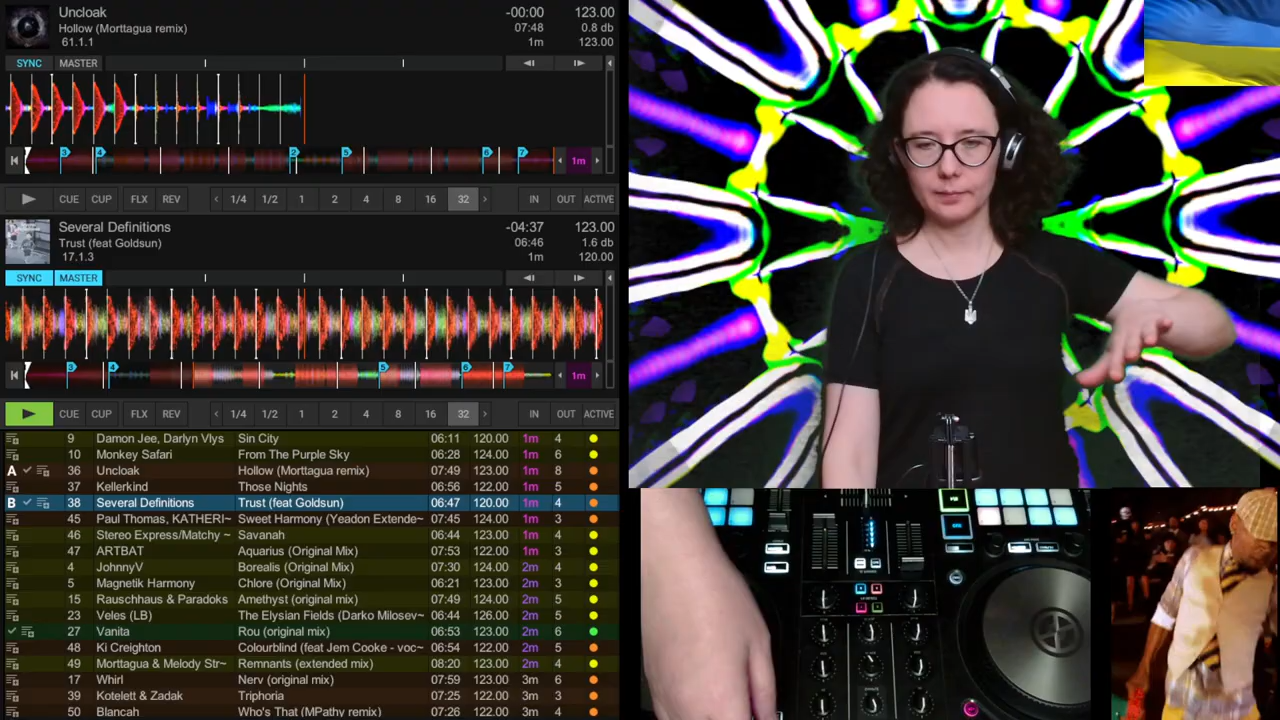 Uncloak -00:00 123.00
Hollow (Morttagua remix) 07:48 0.8 db
61.1.1 1m 123.00
SYNC MASTER
3 4 2 5 6 7 1m
CUE CUP FLX REV 1/4 1/2 1 2 4 8 16 32 IN OUT ACTIVE
Several Definitions -04:37 123.00
Trust (feat Goldsun) 06:46 1.6 db
17.1.3 1m 120.00
SYNC MASTER
3 4 5 6 7 1m
CUE CUP FLX REV 1/4 1/2 1 2 4 8 16 32 IN OUT ACTIVE
9 Damon Jee, Darlyn Vlys Sin City 06:11 120.00 1m 4
10 Monkey Safari From The Purple Sky 06:28 124.00 1m 6
A 36 Uncloak Hollow (Morttagua remix) 07:49 123.00 1m 8
37 Kellerkind Those Nights 06:56 122.00 1m 5
B 38 Several Definitions Trust (feat Goldsun) 06:47 120.00 1m 4
45 Paul Thomas, KATHERI~ Sweet Harmony (Yeadon Extende~ 07:45 124.00 1m 3
46 Stereo Express/Matchy ~ Savanah 06:44 123.00 1m 4
47 ARTBAT Aquarius (Original Mix) 07:53 122.00 1m 3
4 JohnnyV Borealis (Original Mix) 07:30 124.00 2m 4
5 Magnetik Harmony Chlore (Original Mix) 06:21 123.00 2m 3
15 Rauschhaus & Paradoks Amethyst (original mix) 07:49 123.00 2m 5
23 Veles (LB) The Elysian Fields (Darko Milosev~ 06:44 126.00 2m 5
27 Vanita Rou (original mix) 06:53 123.00 2m 6
48 Ki Creighton Colourblind (feat Jem Cooke - voc~ 06:54 122.00 2m 5
49 Morttagua & Melody Str~ Remnants (extended mix) 08:20 123.00 2m 4
17 Whirl Nerv (original mix) 07:59 123.00 3m 6
39 Kotelett & Zadak Triphoria 07:25 122.00 3m 3
50 Blancah Who's That (MPathy remix) 07:26 123.00 3m 4